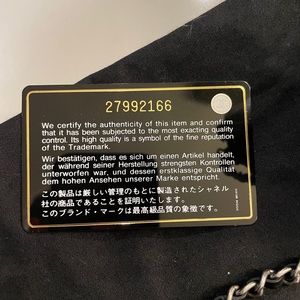 27992166
We certify the authenticity of this item and confirm
that it has been subjected to the most exacting quality
control. Its high quality is a symbol of the fine reputation
of the Trademark.
Wir bestätigen, dass es sich um einen Artikel handelt,
der während seiner Herstellung strengsten Kontrollen
unterworfen war, und dessen erstklassige Qualität
dem hohen Ansehen unserer Marke entspricht.
この製品は厳しい管理のもとに製造されたシャネル
社の商品であることを証明いたします。
このブランド・マークは最高級品質の象徴です。